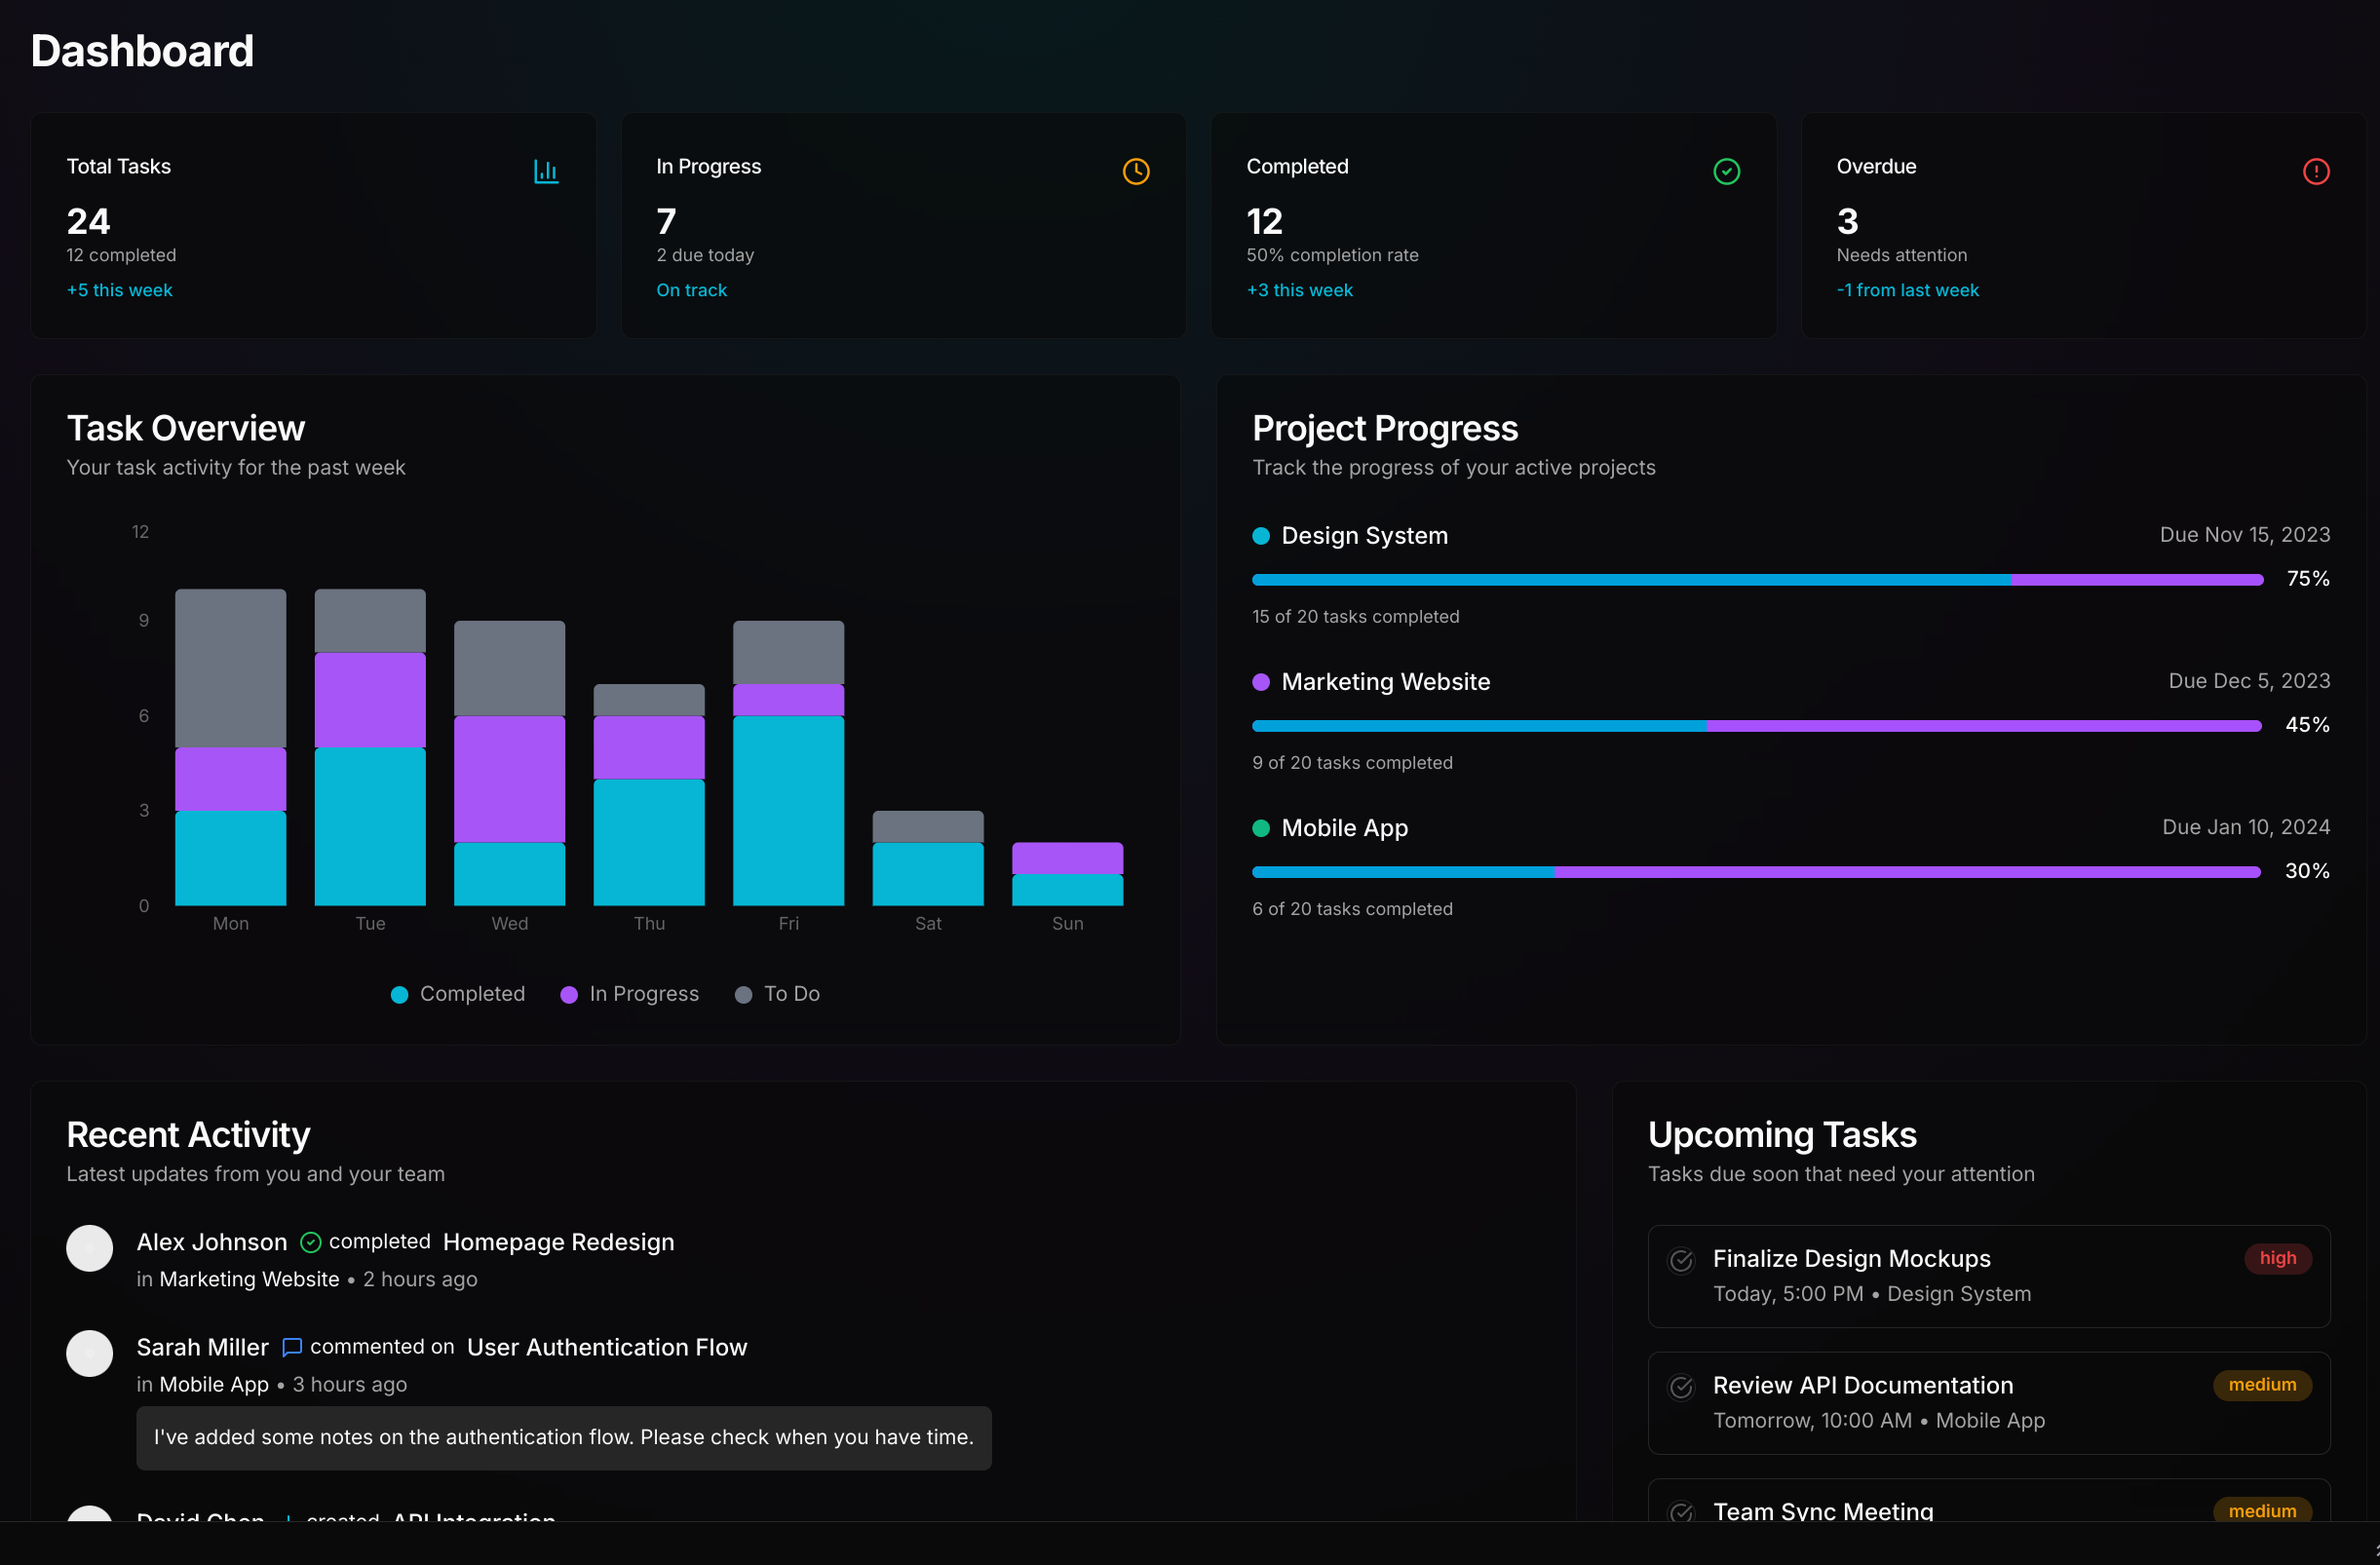 Dashboard
Total Tasks
24
12 completed
+5 this week
In Progress
7
2 due today
On track
Completed
12
50% completion rate
+3 this week
Overdue
3
Needs attention
-1 from last week
Task Overview
Your task activity for the past week
12
9
6
3
0
Mon Tue Wed Thu Fri Sat Sun
Completed In Progress To Do
Project Progress
Track the progress of your active projects
Design System Due Nov 15, 2023
75%
15 of 20 tasks completed
Marketing Website Due Dec 5, 2023
45%
9 of 20 tasks completed
Mobile App Due Jan 10, 2024
30%
6 of 20 tasks completed
Recent Activity
Latest updates from you and your team
Alex Johnson completed Homepage Redesign
in Marketing Website • 2 hours ago
Sarah Miller commented on User Authentication Flow
in Mobile App • 3 hours ago
I've added some notes on the authentication flow. Please check when you have time.
David Chen created API Integration
Upcoming Tasks
Tasks due soon that need your attention
Finalize Design Mockups high
Today, 5:00 PM • Design System
Review API Documentation medium
Tomorrow, 10:00 AM • Mobile App
Team Sync Meeting medium